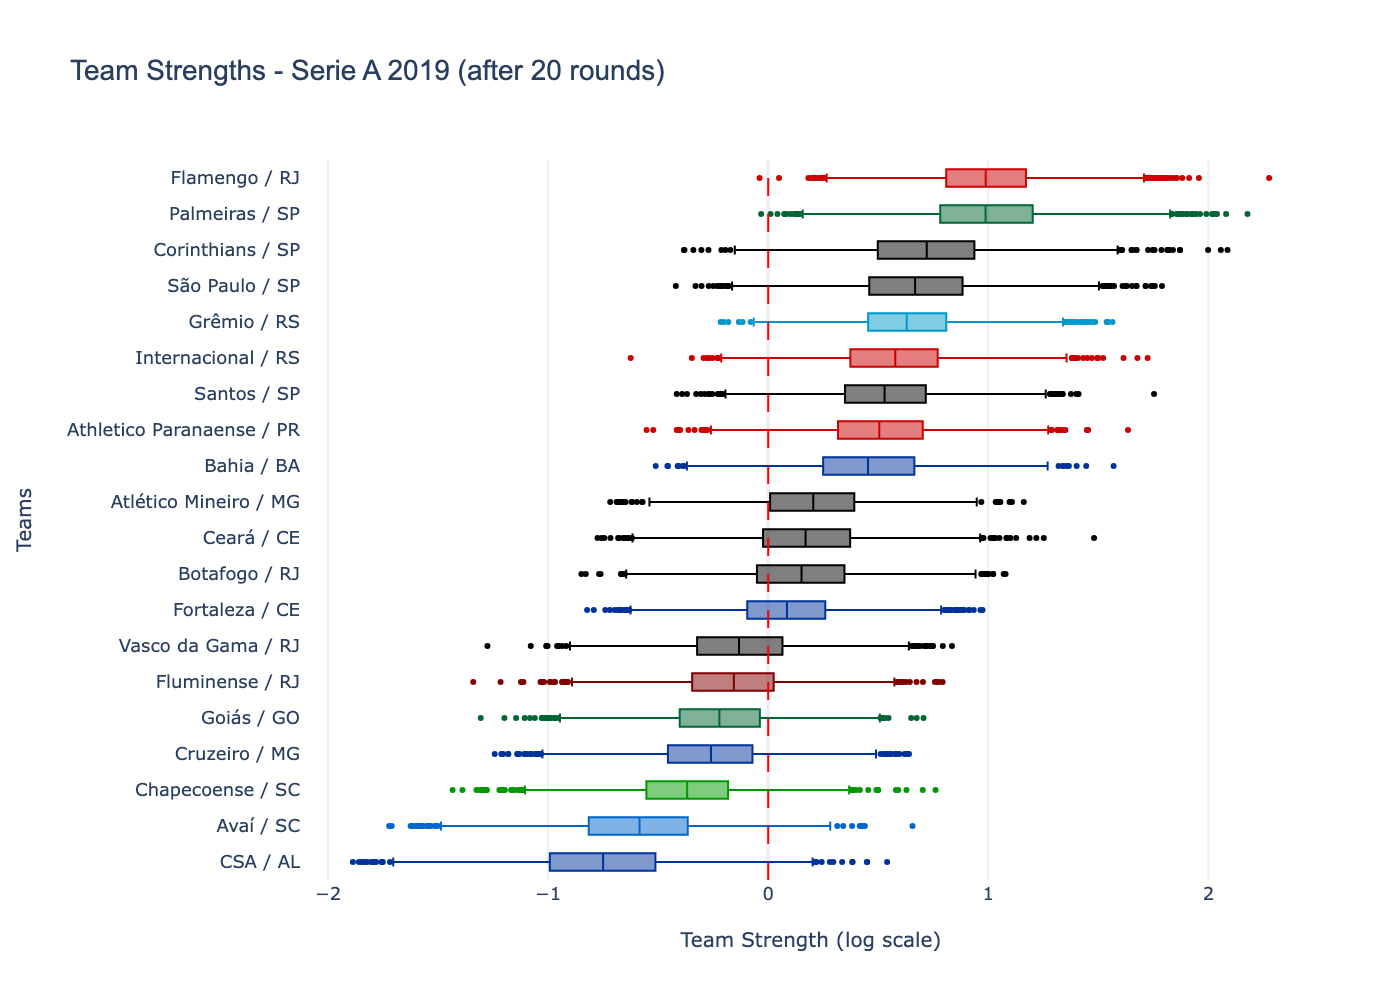 Team Strengths - Serie A 2019 (after 20 rounds)
Flamengo / RJ
Palmeiras / SP
Corinthians / SP
São Paulo / SP
Grêmio / RS
Internacional / RS
Santos / SP
Athletico Paranaense / PR
Bahia / BA
Atlético Mineiro / MG
Ceará / CE
Botafogo / RJ
Fortaleza / CE
Vasco da Gama / RJ
Fluminense / RJ
Goiás / GO
Cruzeiro / MG
Chapecoense / SC
Avaí / SC
CSA / AL
Teams
−2 −1 0 1 2
Team Strength (log scale)